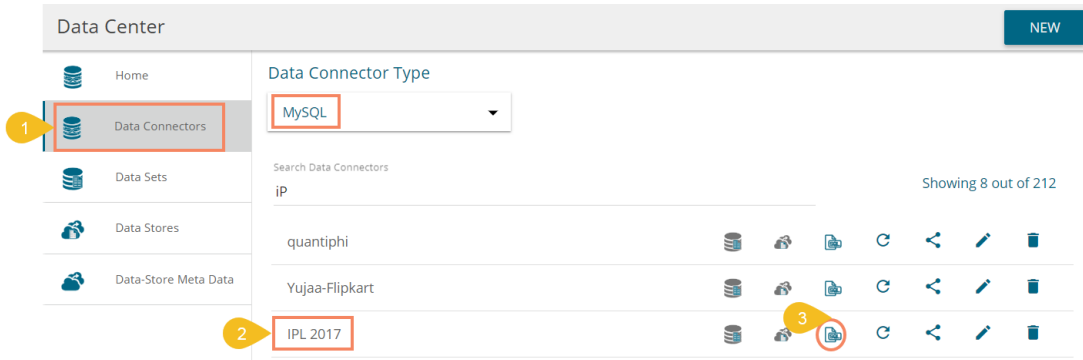 Data Center
NEW
Home
Data Connectors
Data Sets
Data Stores
Data-Store Meta Data
Data Connector Type
MySQL
Search Data Connectors
iP
Showing 8 out of 212
quantiphi
Yujaa-Flipkart
IPL 2017
1
2
3